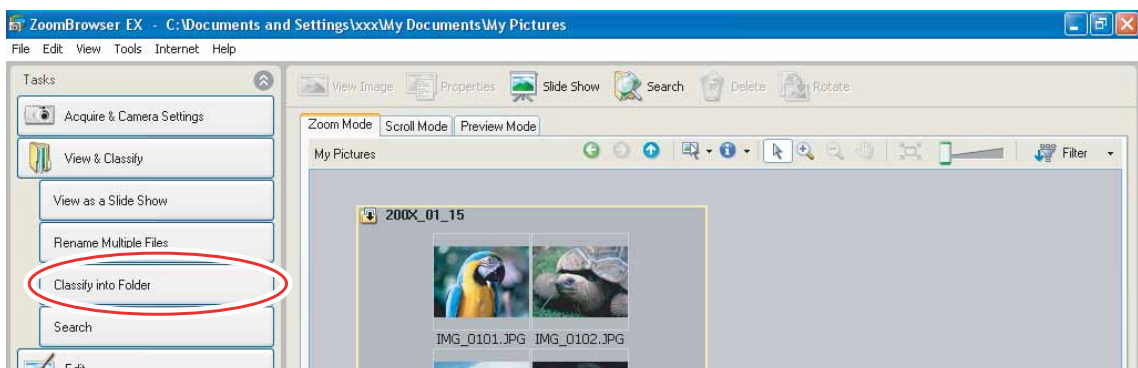 ZoomBrowser EX - C:\Documents and Settings\xxx\My Documents\My Pictures
File Edit View Tools Internet Help
Tasks
Acquire & Camera Settings
View & Classify
View as a Slide Show
Rename Multiple Files
Classify into Folder
Search
Edit
View Image Properties Slide Show Search Delete Rotate
Zoom Mode Scroll Mode Preview Mode
My Pictures Filter
200X_01_15
IMG_0101.JPG IMG_0102.JPG